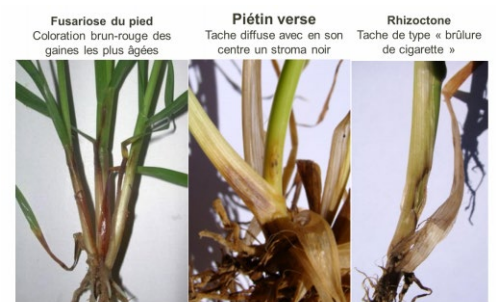 Fusariose du pied
Coloration brun-rouge des
gaines les plus âgées
Piétin verse
Tache diffuse avec en son
centre un stroma noir
Rhizoctone
Tache de type « brûlure
de cigarette »